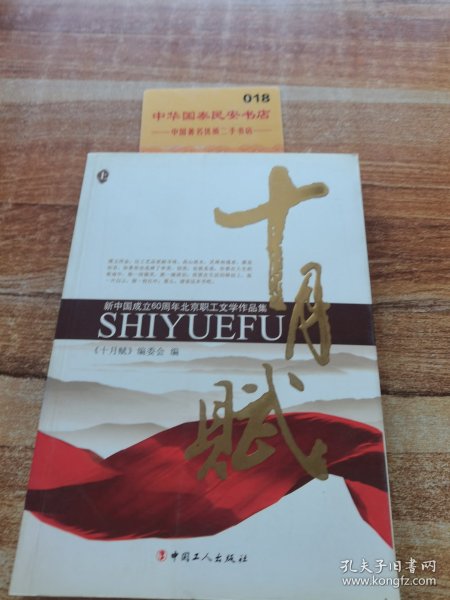 018
中华国泰民安书店
——中国著名优质二手书店——
上
十月赋
新中国成立60周年北京职工文学作品集
SHIYUEFU
《十月赋》编委会 编
中国工人出版社
孔夫子旧书网
www.kongfz.com